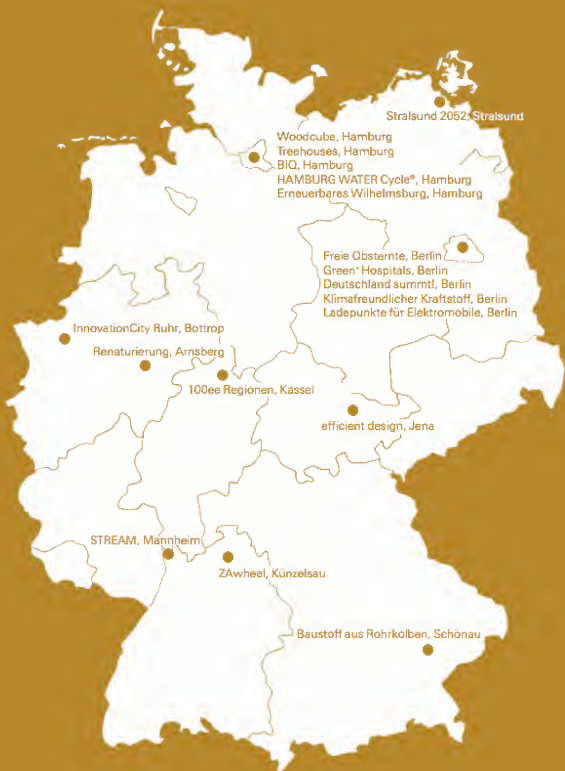 Stralsund 2052, Stralsund
Woodcube, Hamburg
Treehouses, Hamburg
BIQ, Hamburg
HAMBURG WATER Cycle®, Hamburg
Erneuerbares Wilhelmsburg, Hamburg
Freie Obsternte, Berlin
Green⁺ Hospitals, Berlin
Deutschland summt!, Berlin
Klimafreundlicher Kraftstoff, Berlin
Ladepunkte für Elektromobile, Berlin
InnovationCity Ruhr, Bottrop
Renaturierung, Arnsberg
100ee Regionen, Kassel
efficient design, Jena
STREAM, Mannheim
ZAwheel, Künzelsau
Baustoff aus Rohrkolben, Schönau